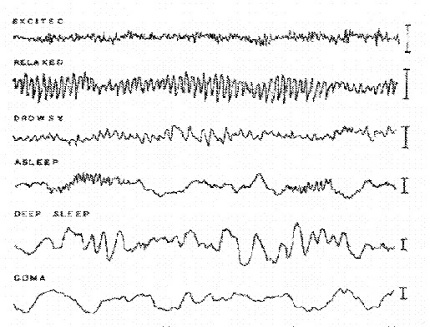 EXCITED
RELAXED
DROWSY
ASLEEP
DEEP SLEEP
COMA